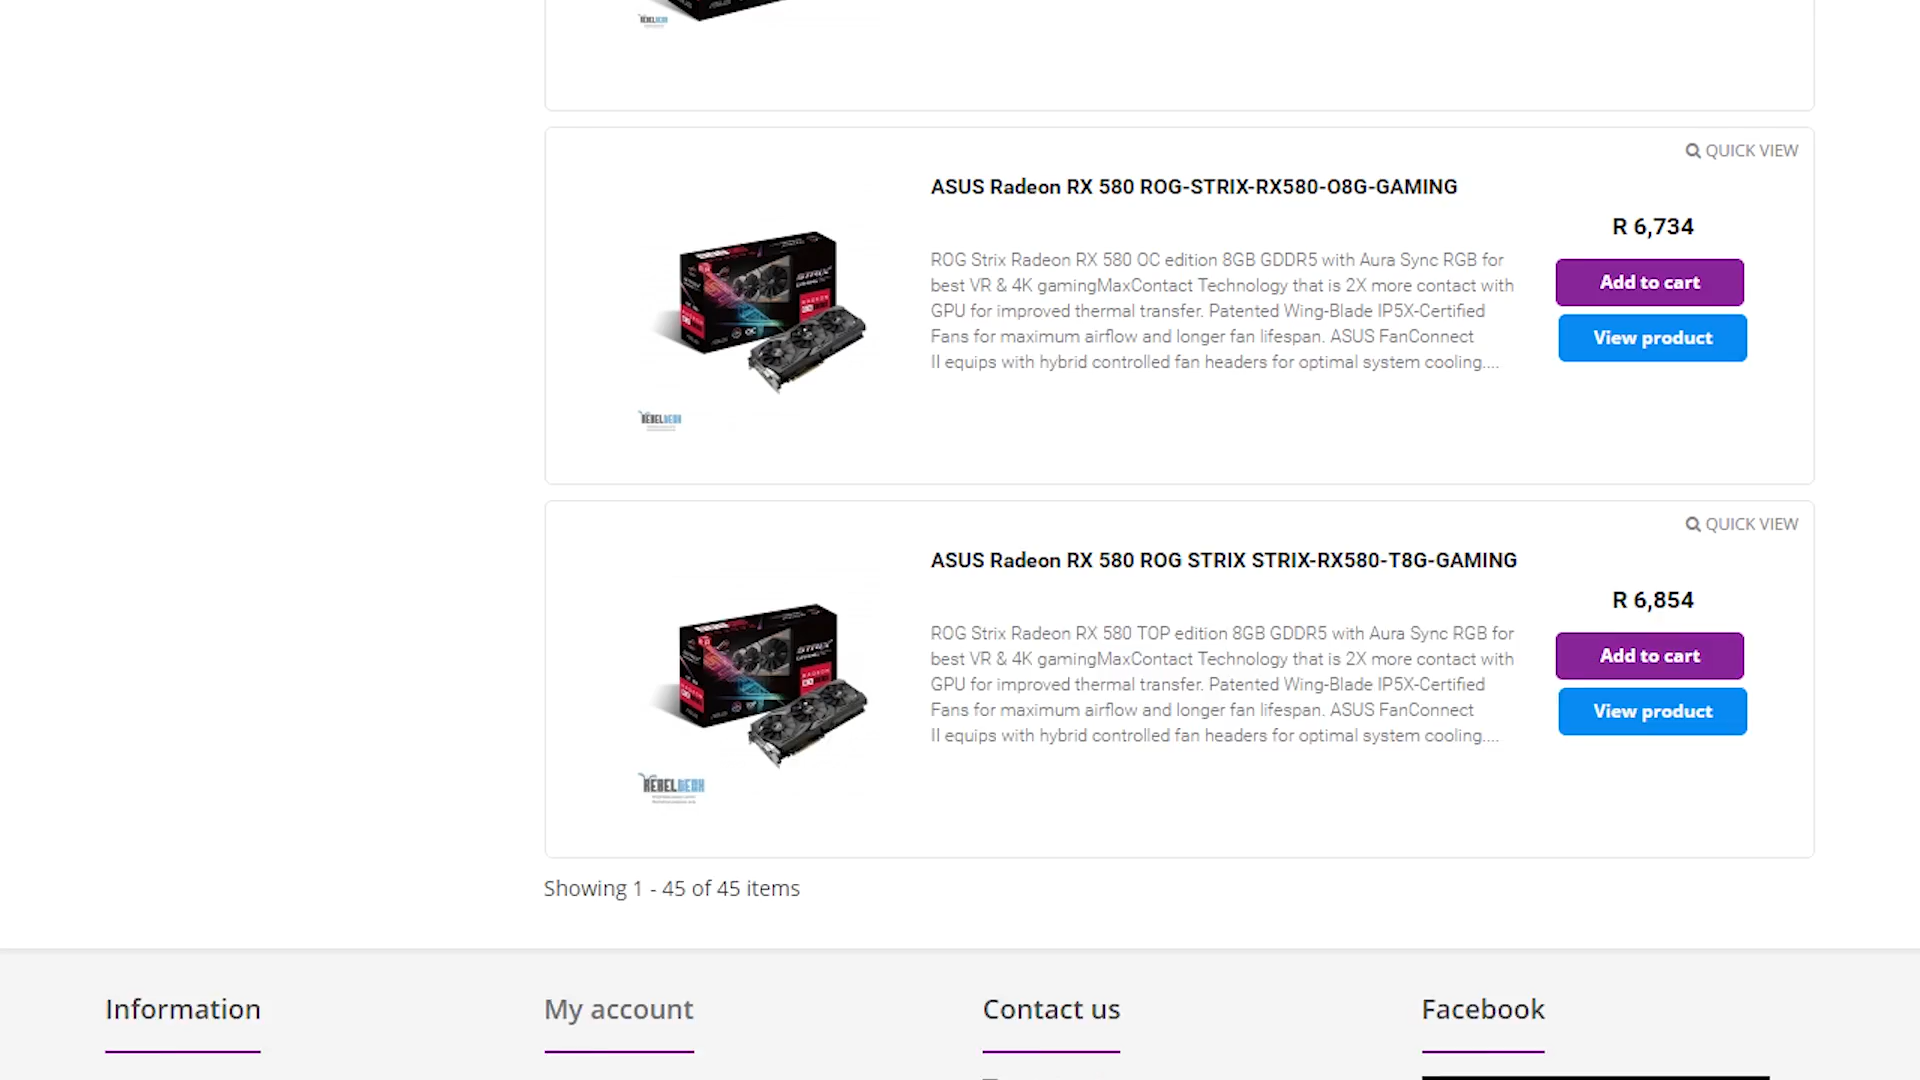 QUICK VIEW
ASUS Radeon RX 580 ROG-STRIX-RX580-O8G-GAMING
R 6,734
ROG Strix Radeon RX 580 OC edition 8GB GDDR5 with Aura Sync RGB for
best VR & 4K gamingMaxContact Technology that is 2X more contact with
GPU for improved thermal transfer. Patented Wing-Blade IP5X-Certified
Fans for maximum airflow and longer fan lifespan. ASUS FanConnect
II equips with hybrid controlled fan headers for optimal system cooling....
Add to cart
View product
REBELTECH
QUICK VIEW
ASUS Radeon RX 580 ROG STRIX STRIX-RX580-T8G-GAMING
R 6,854
ROG Strix Radeon RX 580 TOP edition 8GB GDDR5 with Aura Sync RGB for
best VR & 4K gamingMaxContact Technology that is 2X more contact with
GPU for improved thermal transfer. Patented Wing-Blade IP5X-Certified
Fans for maximum airflow and longer fan lifespan. ASUS FanConnect
II equips with hybrid controlled fan headers for optimal system cooling....
Add to cart
View product
STRIX
REBELTECH
Showing 1 - 45 of 45 items
Information
My account
Contact us
Facebook